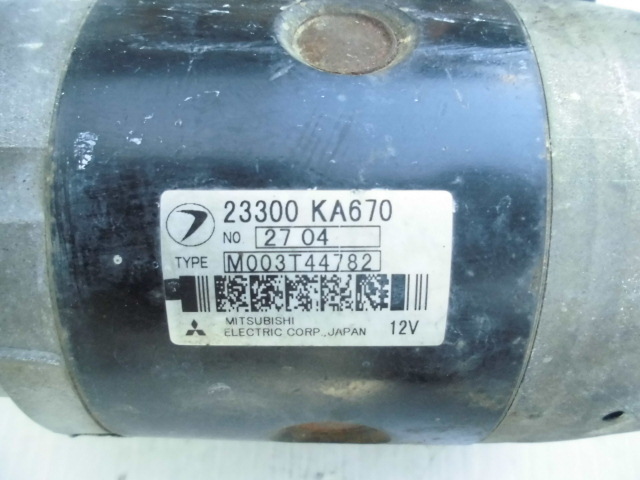 23300 KA670
NO 27 04
TYPE M003T44782
MITSUBISHI
ELECTRIC CORP., JAPAN 12V